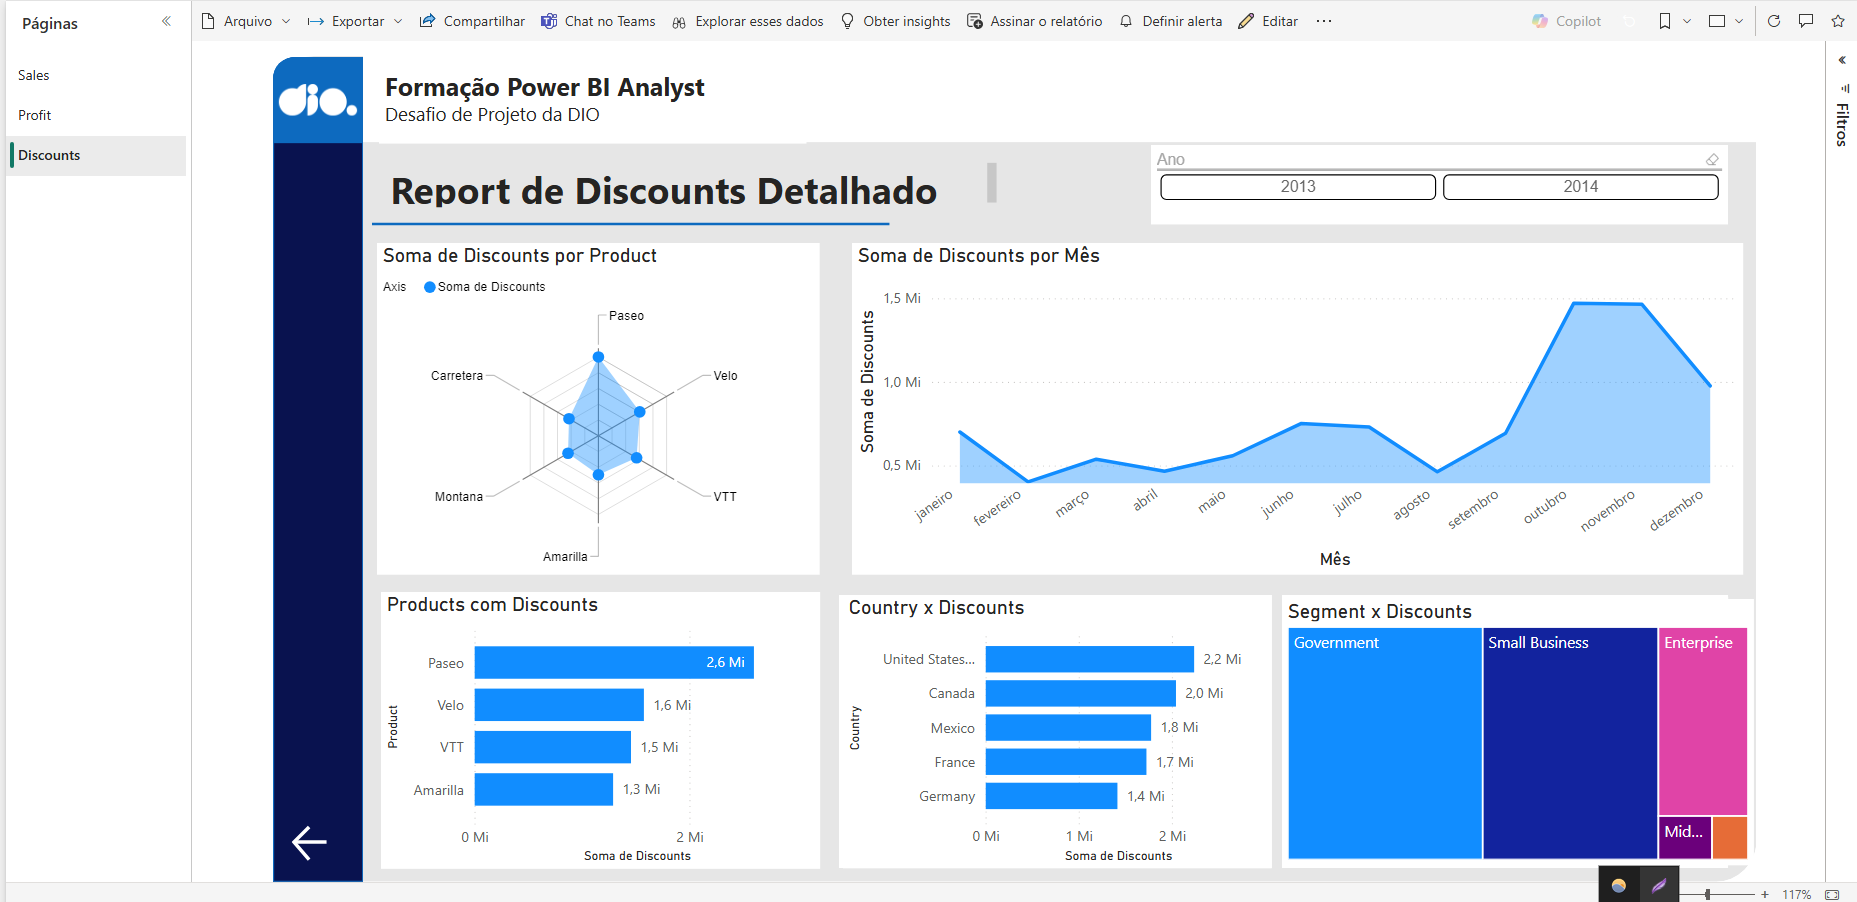 Páginas
Arquivo
Exportar
Compartilhar
Chat no Teams
Explorar esses dados
Obter insights
Assinar o relatório
Definir alerta
Editar
Copilot
Sales
Profit
Discounts
Filtros
dio.
Formação Power BI Analyst
Desafio de Projeto da DIO
Report de Discounts Detalhado
Ano
2013
2014
Soma de Discounts por Product
Axis
Soma de Discounts
Paseo
Velo
VTT
Amarilla
Montana
Carretera
Soma de Discounts por Mês
Soma de Discounts
1,5 Mi
1,0 Mi
0,5 Mi
janeiro
fevereiro
março
abril
maio
junho
julho
agosto
setembro
outubro
novembro
dezembro
Mês
Products com Discounts
Product
Paseo
2,6 Mi
Velo
1,6 Mi
VTT
1,5 Mi
Amarilla
1,3 Mi
0 Mi
2 Mi
Soma de Discounts
Country x Discounts
Country
United States...
2,2 Mi
Canada
2,0 Mi
Mexico
1,8 Mi
France
1,7 Mi
Germany
1,4 Mi
0 Mi
1 Mi
2 Mi
Soma de Discounts
Segment x Discounts
Government
Small Business
Enterprise
Mid...
117%